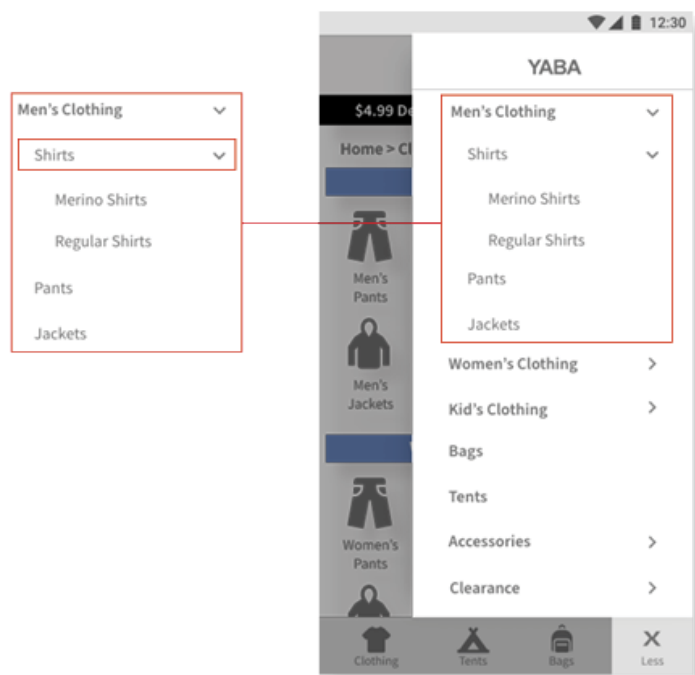 12:30
YABA
Men's Clothing
Shirts
Merino Shirts
Regular Shirts
Pants
Jackets
$4.99 De
Home > Cl
Men's
Pants
Men's
Jackets
Women's
Pants
Men's Clothing
Shirts
Merino Shirts
Regular Shirts
Pants
Jackets
Women's Clothing
Kid's Clothing
Bags
Tents
Accessories
Clearance
Clothing
Tents
Bags
Less